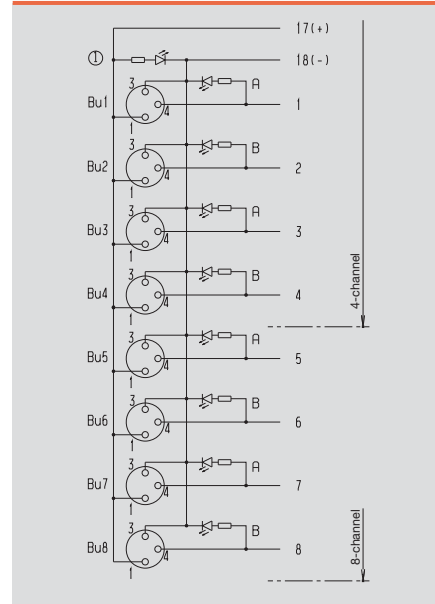 17(+)
① 18(-)
3 A
Bu1 4 1
1
3 B
Bu2 4 2
1
3 A
Bu3 4 3
1
3 B
Bu4 4 4
1
4-channel
3 A
Bu5 4 5
1
3 B
Bu6 4 6
1
3 A
Bu7 4 7
1
3 B
Bu8 4 8
1
8-channel